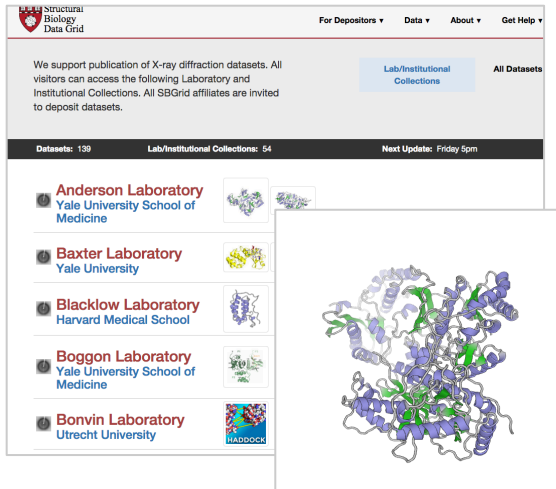 Structural
Biology
Data Grid
For Depositors ▾ Data ▾ About ▾ Get Help ▾
We support publication of X-ray diffraction datasets. All
visitors can access the following Laboratory and
Institutional Collections. All SBGrid affiliates are invited
to deposit datasets.
Lab/Institutional
Collections
All Datasets
Datasets: 139 Lab/Institutional Collections: 54 Next Update: Friday 5pm
Anderson Laboratory
Yale University School of
Medicine
Baxter Laboratory
Yale University
Blacklow Laboratory
Harvard Medical School
Boggon Laboratory
Yale University School of
Medicine
Bonvin Laboratory
Utrecht University
HADDOCK